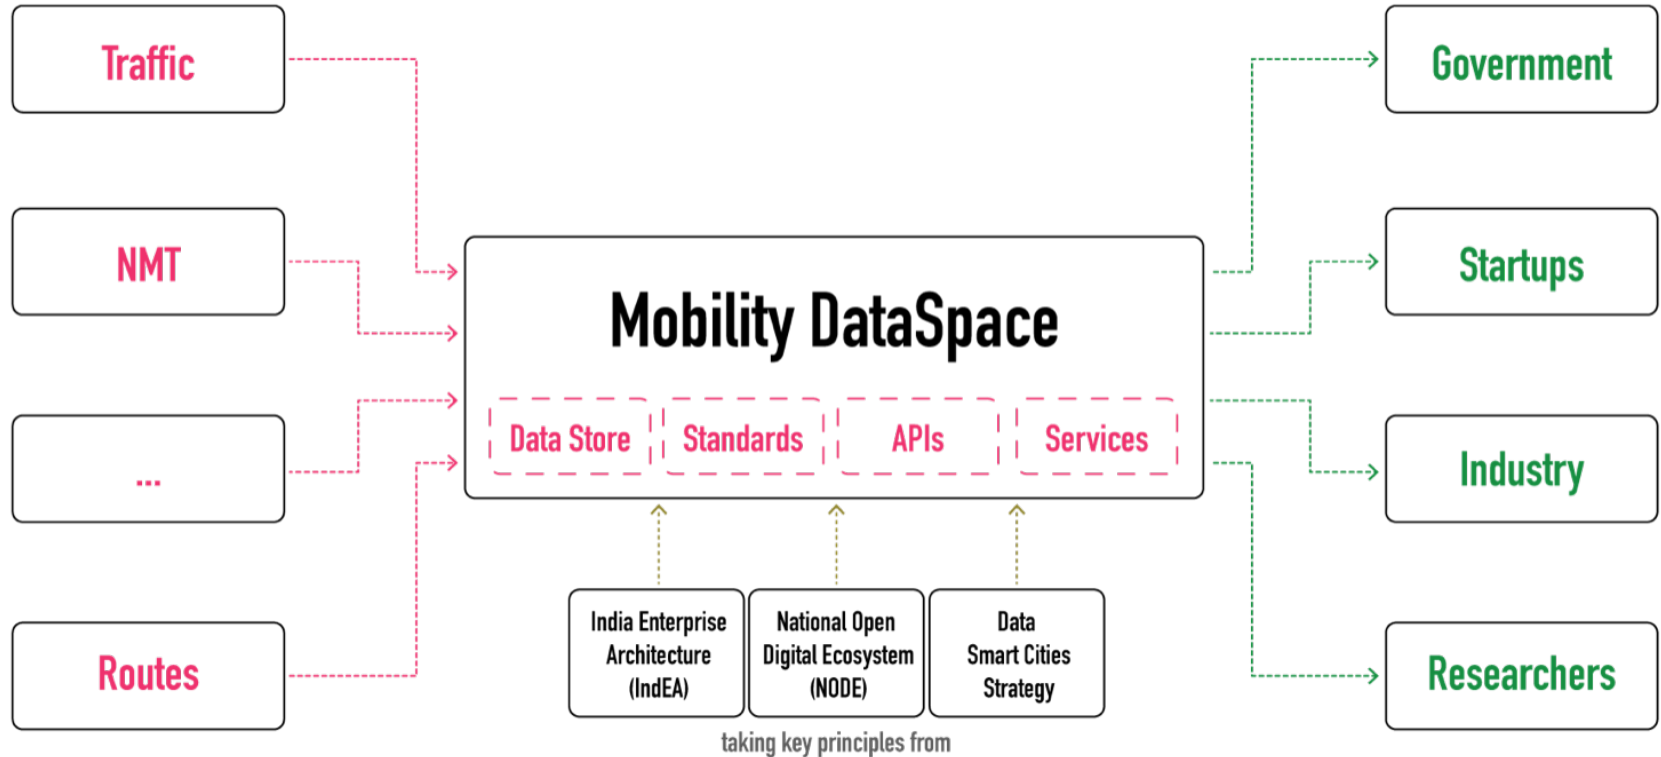 Traffic
NMT
...
Routes
Mobility DataSpace
Data Store
Standards
APIs
Services
India Enterprise
Architecture
(IndEA)
National Open
Digital Ecosystem
(NODE)
Data
Smart Cities
Strategy
taking key principles from
Government
Startups
Industry
Researchers